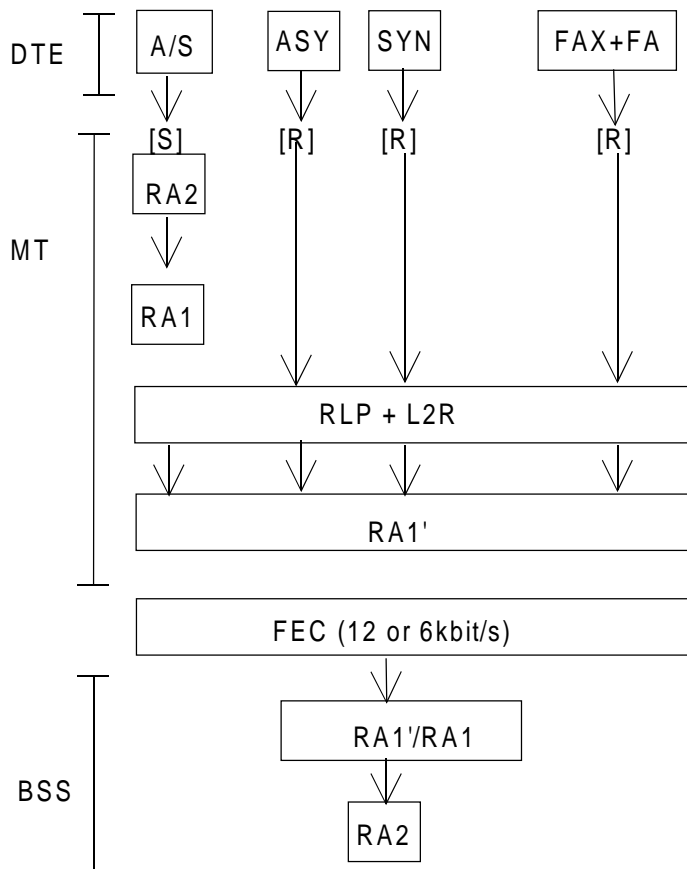 DTE
A/S ASY SYN FAX+FA
[S] [R] [R] [R]
RA2
MT
RA1
RLP + L2R
RA1'
FEC (12 or 6kbit/s)
RA1'/RA1
BSS
RA2